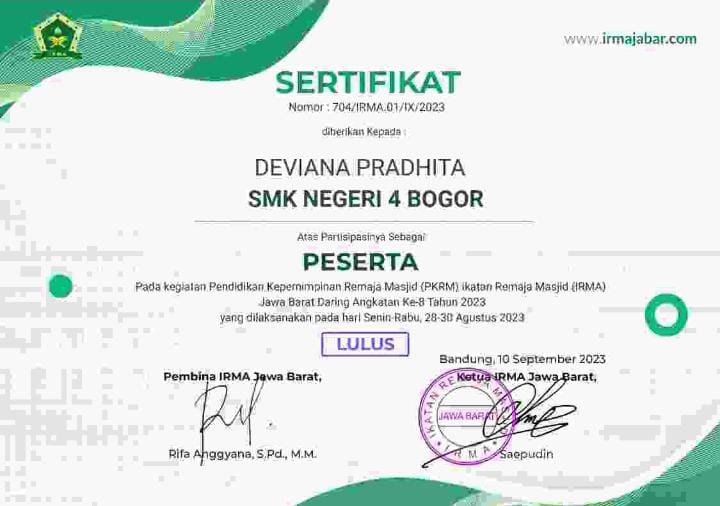 IRMA
www.irmajabar.com
SERTIFIKAT
Nomor : 704/IRMA.01/IX/2023
diberikan Kepada :
DEVIANA PRADHITA
SMK NEGERI 4 BOGOR
Atas Partisipasinya Sebagai
PESERTA
Pada kegiatan Pendidikan Kepemimpinan Remaja Masjid (PKRM) ikatan Remaja Masjid (IRMA)
Jawa Barat Daring Angkatan Ke-8 Tahun 2023
yang dilaksanakan pada hari Senin-Rabu, 28-30 Agustus 2023
LULUS
Bandung, 10 September 2023
Pembina IRMA Jawa Barat,
Ketua IRMA Jawa Barat,
IKATAN REMAJA
JAWA BARAT
IRMA
Rifa Anggyana, S.Pd., M.M.
Saepudin